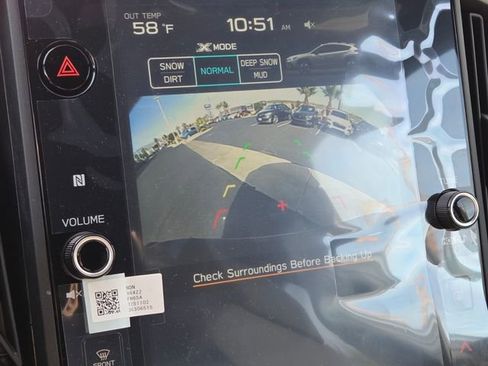 OUT TEMP
58 °F
10:51 AM
X MODE
SNOW
DIRT
NORMAL
DEEP SNOW
MUD
VOLUME
Check Surroundings Before Backing Up
FRONT